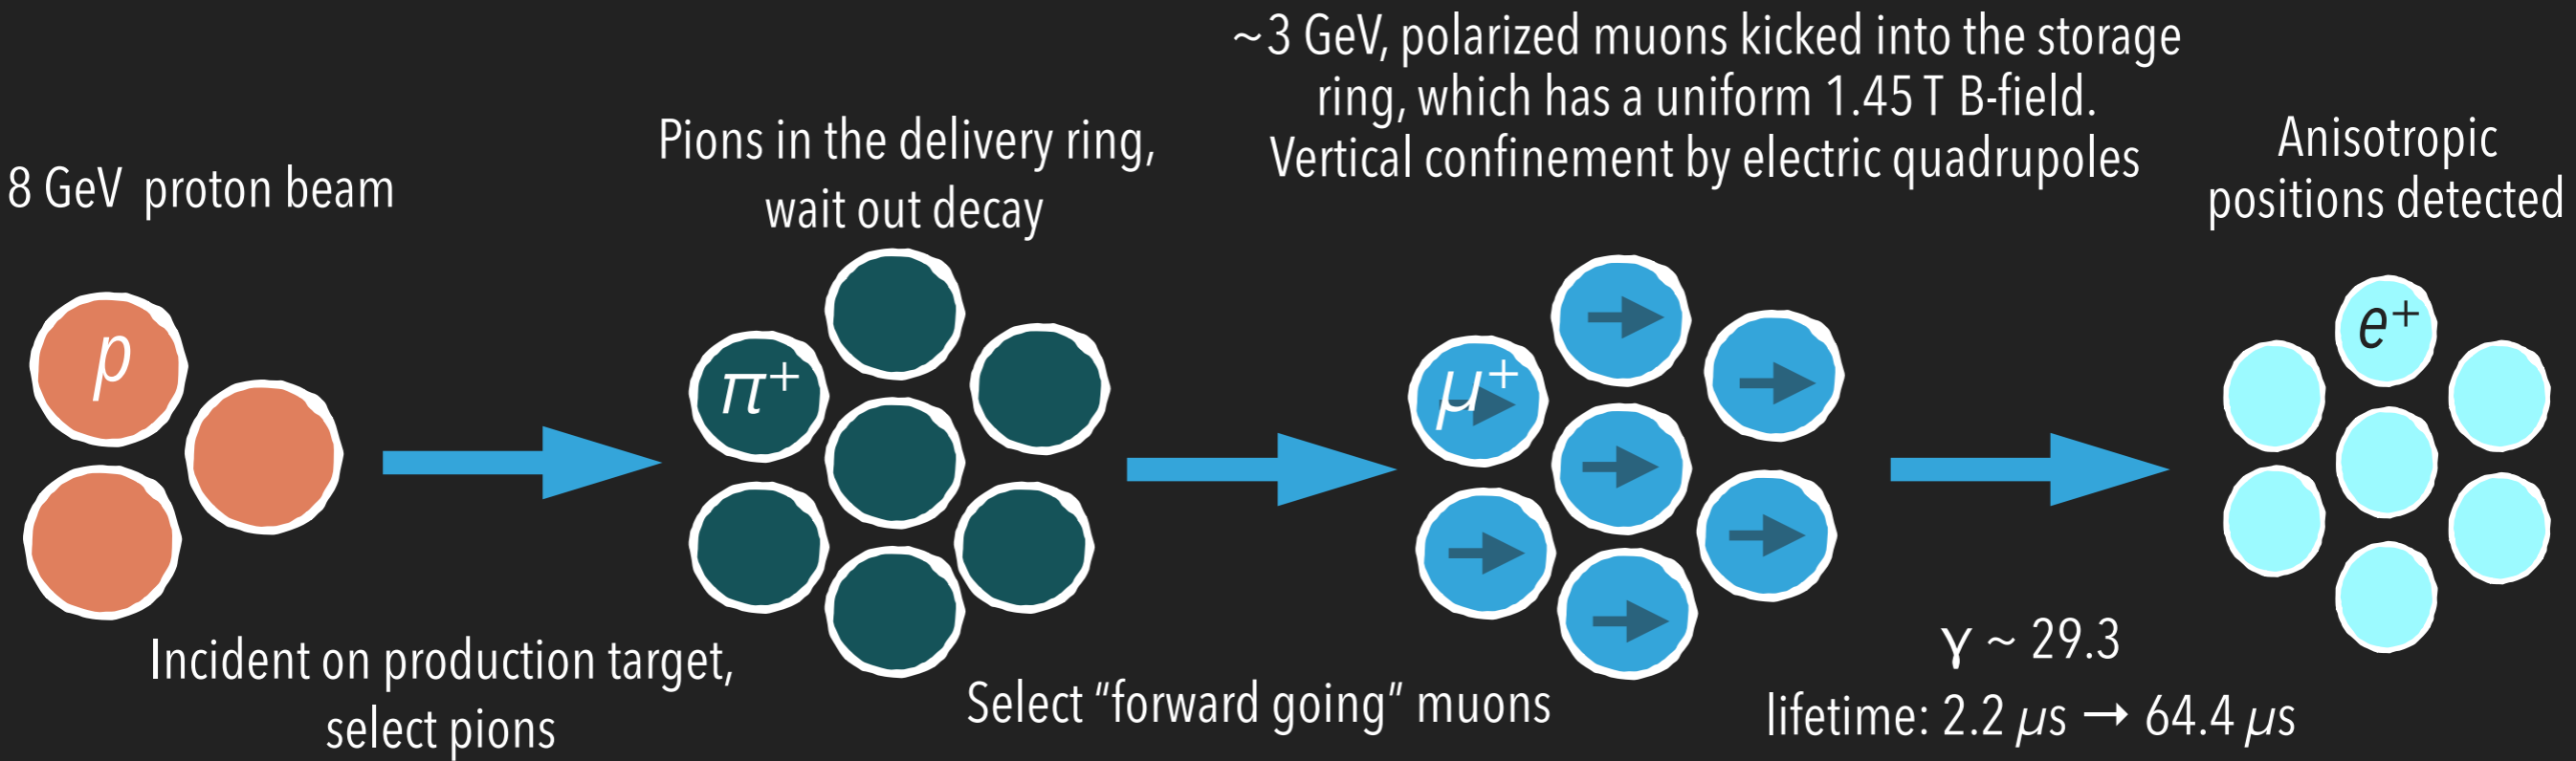 8 GeV  proton beam
p
Incident on production target,
select pions
Pions in the delivery ring,
wait out decay
π+
Select “forward going” muons
~3 GeV, polarized muons kicked into the storage
ring, which has a uniform 1.45 T B-field.
Vertical confinement by electric quadrupoles
μ+
γ ~ 29.3
lifetime: 2.2 μs → 64.4 μs
Anisotropic
positions detected
e+